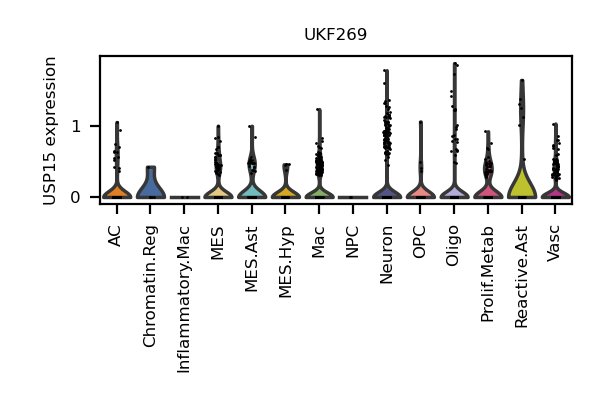 UKF269
USP15 expression
1
0
AC
Chromatin.Reg
Inflammatory.Mac
MES
MES.Ast
MES.Hyp
Mac
NPC
Neuron
OPC
Oligo
Prolif.Metab
Reactive.Ast
Vasc